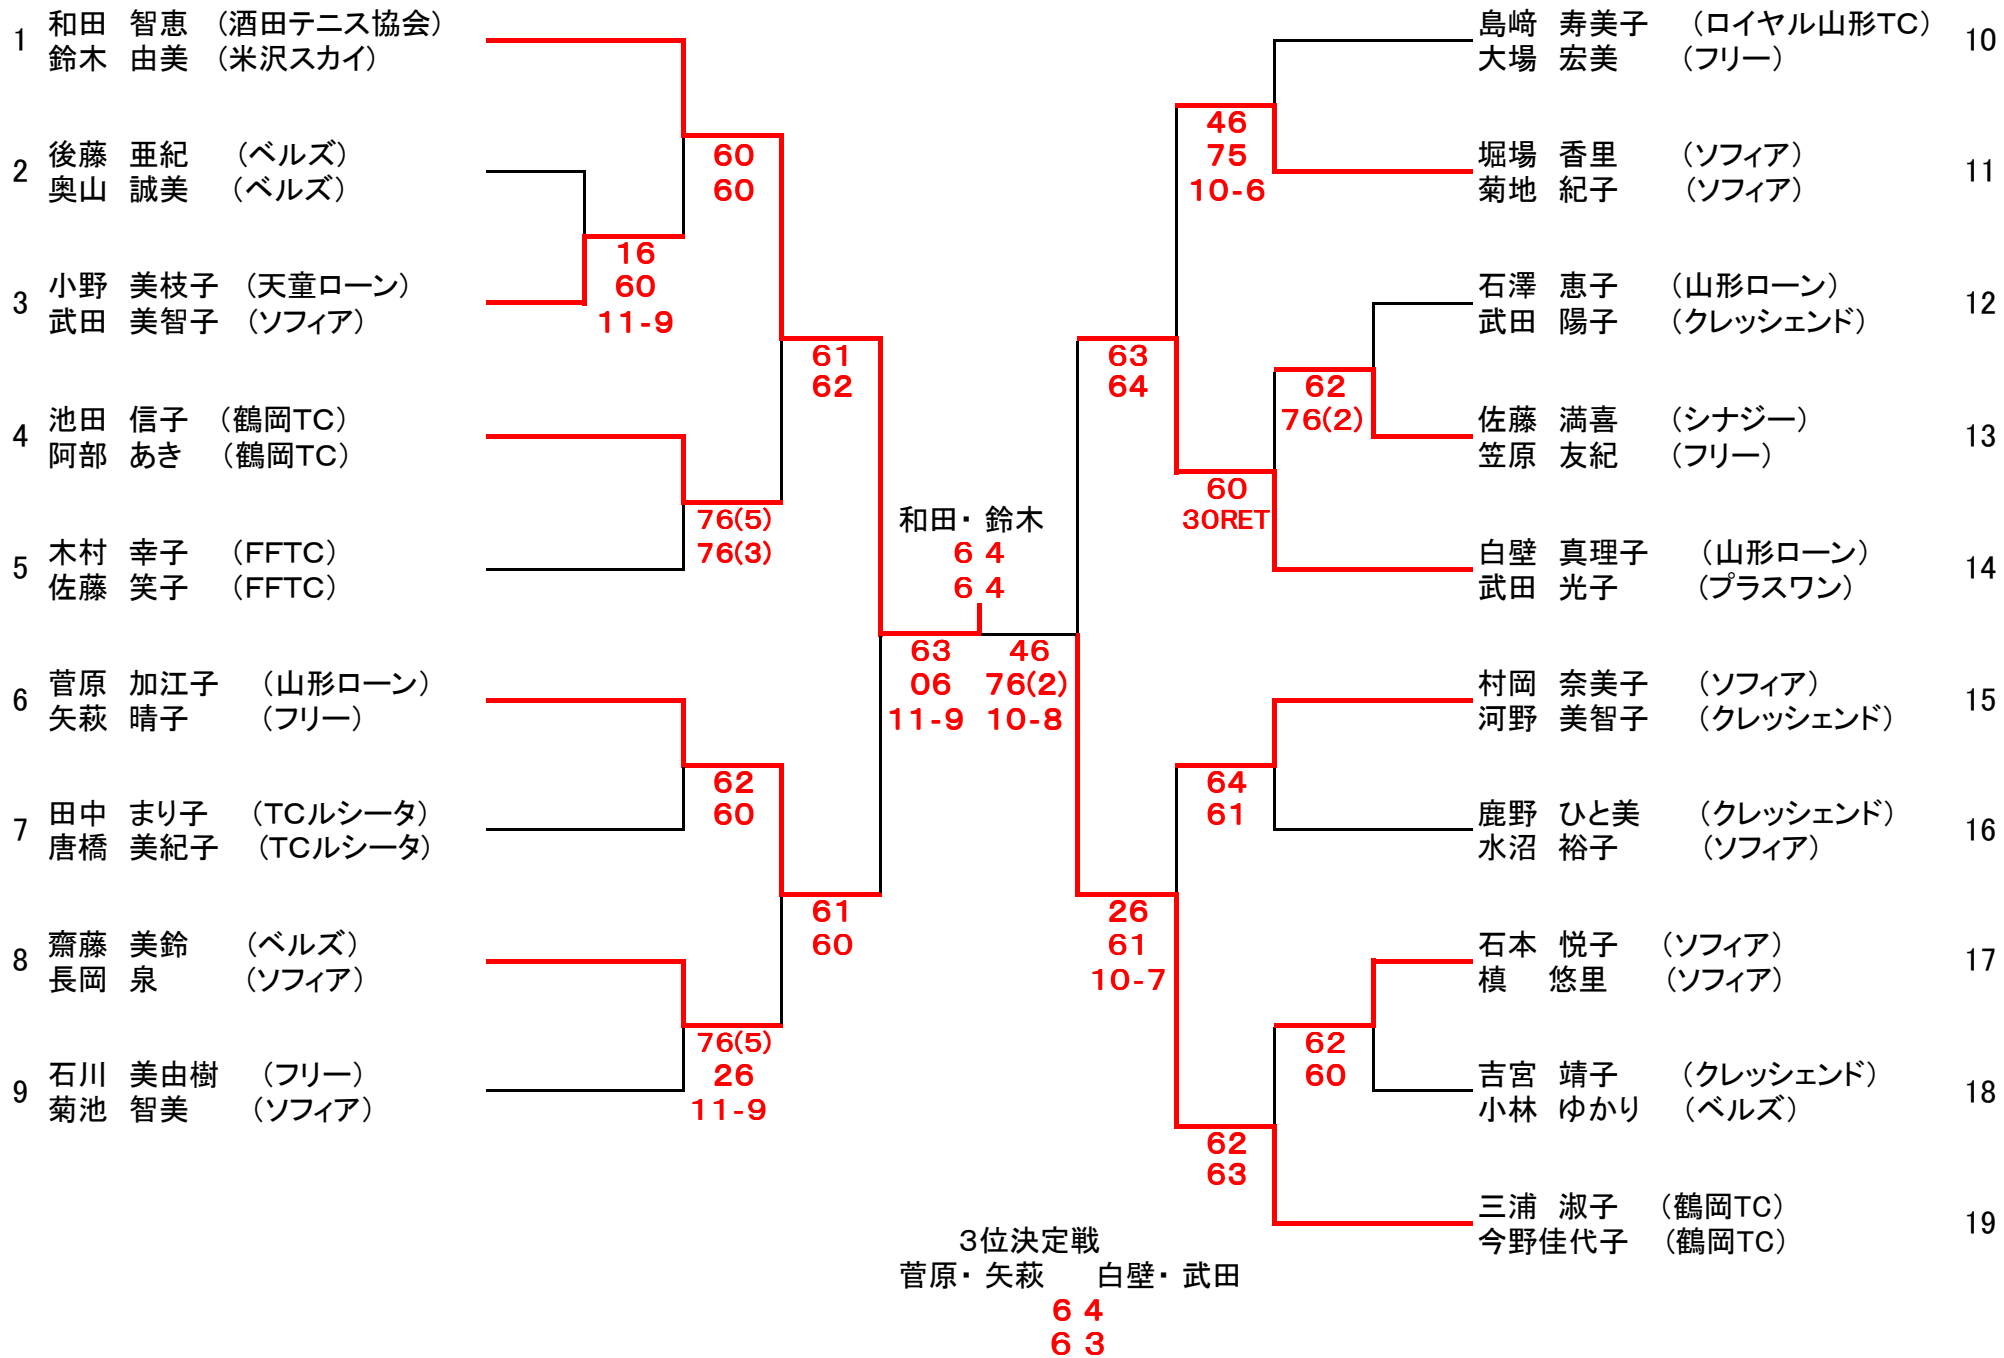 1 和田 智恵 (酒田テニス協会)
鈴木 由美 (米沢スカイ)
2 後藤 亜紀 (ベルズ)
奥山 誠美 (ベルズ)
3 小野 美枝子 (天童ローン)
武田 美智子 (ソフィア)
4 池田 信子 (鶴岡TC)
阿部 あき (鶴岡TC)
5 木村 幸子 (FFTC)
佐藤 笑子 (FFTC)
6 菅原 加江子 (山形ローン)
矢萩 晴子 (フリー)
7 田中 まり子 (TCルシータ)
唐橋 美紀子 (TCルシータ)
8 齋藤 美鈴 (ベルズ)
長岡 泉 (ソフィア)
9 石川 美由樹 (フリー)
菊池 智美 (ソフィア)
60
60
16
60
11-9
76(5)
76(3)
62
60
76(5)
26
11-9
61
62
61
60
和田・鈴木
6 4
6 4
63
06
11-9
46
76(2)
10-8
63
64
26
61
10-7
46
75
10-6
62
76(2)
60
30RET
64
61
62
60
62
63
島﨑 寿美子 (ロイヤル山形TC) 10
大場 宏美 (フリー)
堀場 香里 (ソフィア) 11
菊地 紀子 (ソフィア)
石澤 恵子 (山形ローン) 12
武田 陽子 (クレッシェンド)
佐藤 満喜 (シナジー) 13
笠原 友紀 (フリー)
白壁 真理子 (山形ローン) 14
武田 光子 (プラスワン)
村岡 奈美子 (ソフィア) 15
河野 美智子 (クレッシェンド)
鹿野 ひと美 (クレッシェンド) 16
水沼 裕子 (ソフィア)
石本 悦子 (ソフィア) 17
槙 悠里 (ソフィア)
吉宮 靖子 (クレッシェンド) 18
小林 ゆかり (ベルズ)
三浦 淑子 (鶴岡TC) 19
今野佳代子 (鶴岡TC)
3位決定戦
菅原・矢萩 白壁・武田
6 4
6 3